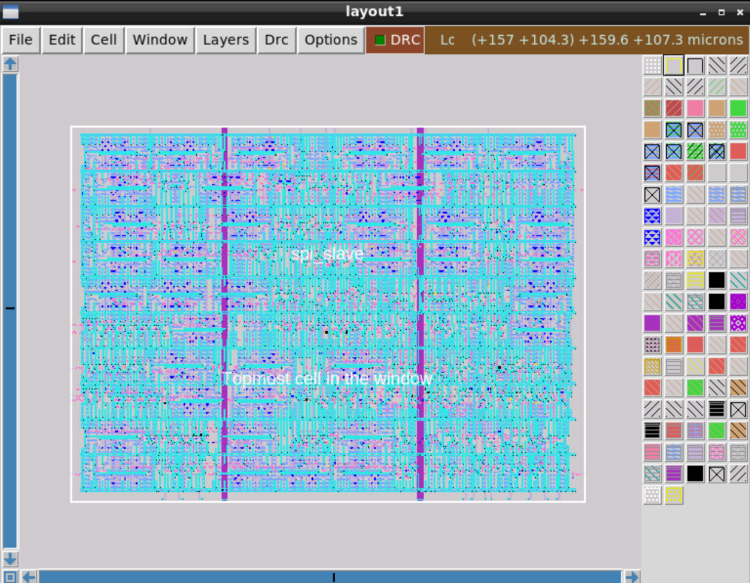 layout1
File Edit Cell Window Layers Drc Options DRC Lc (+157 +104.3) +159.6 +107.3 microns
spi_slave
Topmost cell in the window